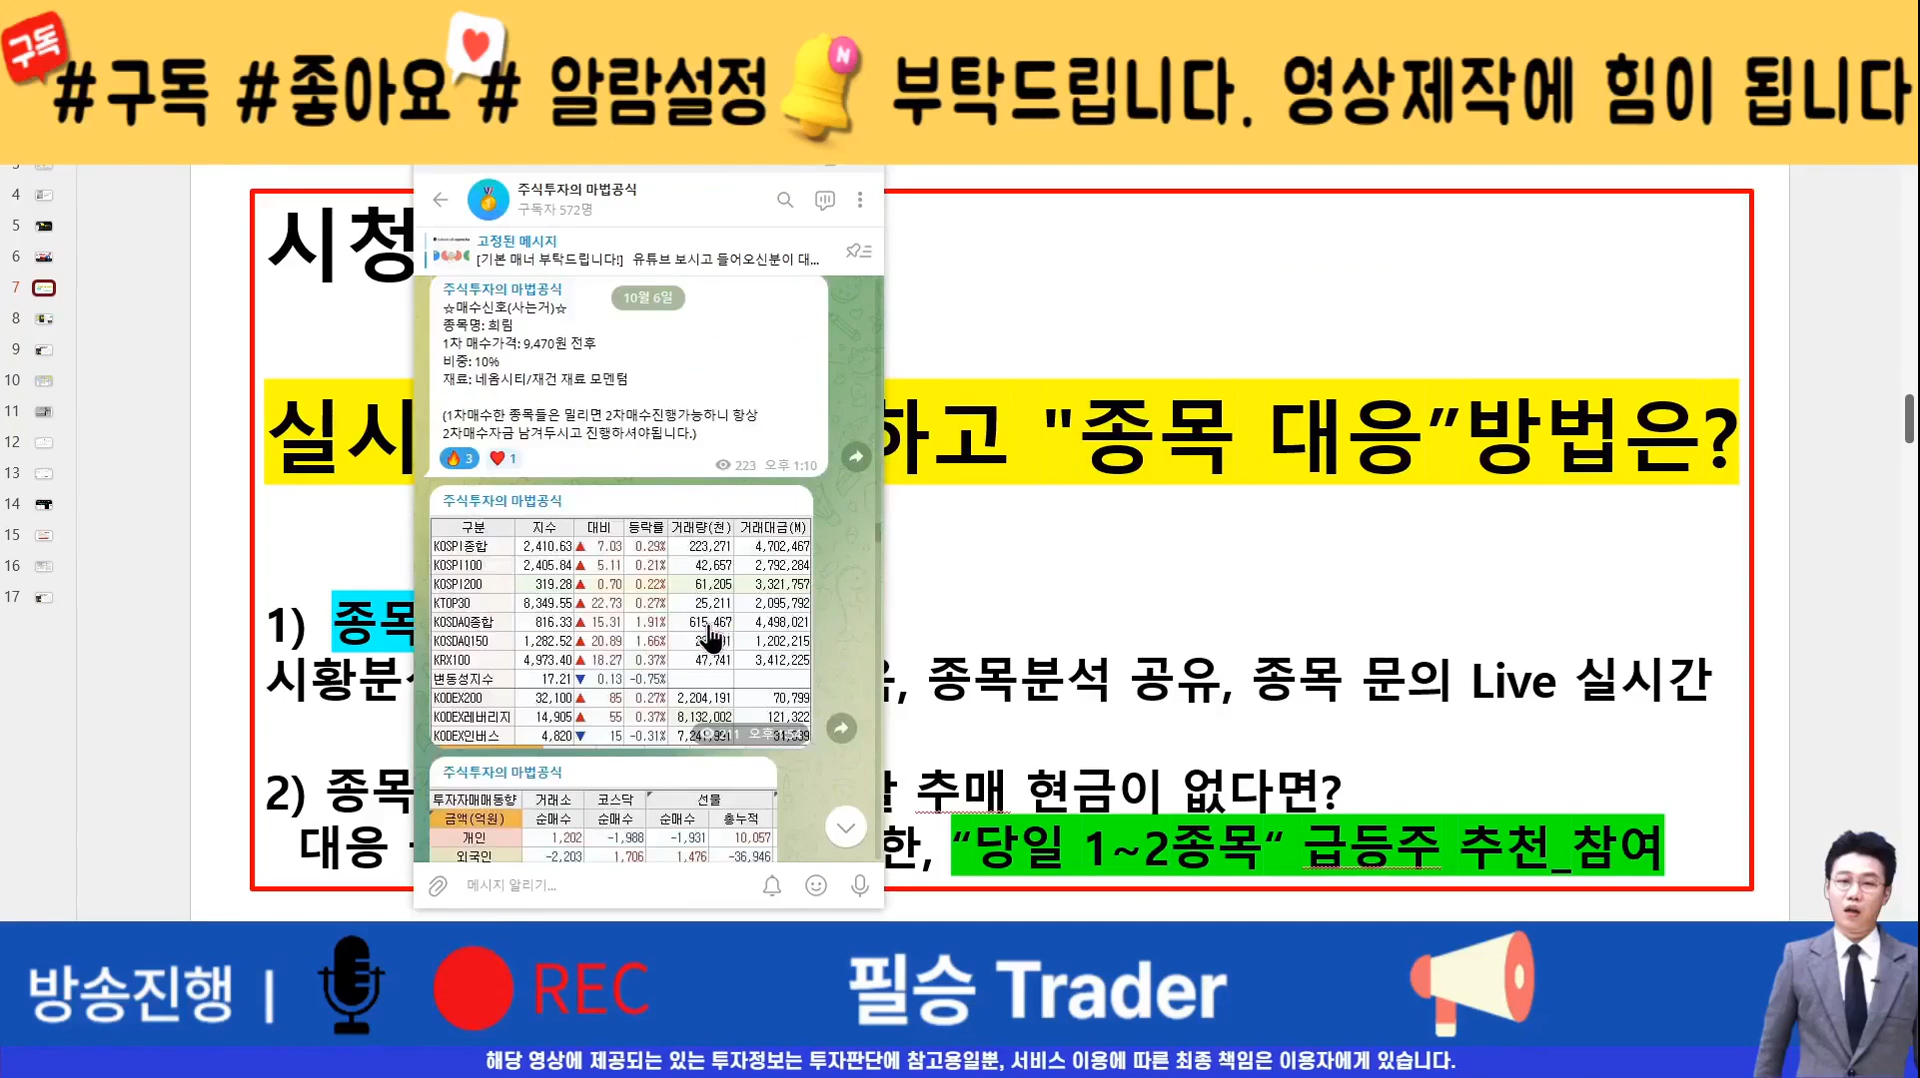 구독
#구독 #좋아요 # 알람설정 N 부탁드립니다. 영상제작에 힘이 됩니다
4
5
6
7
8
9
10
11
12
13
14
15
16
17
주식투자의 마법공식
구독자 572명
고정된 메시지
[기본 매너 부탁드립니다!] 유튜브 보시고 들어오신분이 대...
주식투자의 마법공식
10월 6일
☆매수신호(사는거)☆
종목명: 희림
1차 매수가격: 9,470원 전후
비중: 10%
재료: 네옴시티/재건 재료 모멘텀
(1차매수한 종목들은 밀리면 2차매수진행가능하니 항상
2차매수자금 남겨두시고 진행하셔야됩니다.)
3 1
223 오후 1:10
주식투자의 마법공식
구분 지수 대비 등락률 거래량(천) 거래대금(M)
KOSPI종합 2,410.63 ▲ 7.03 0.29% 223,271 4,702,467
KOSPI100 2,405.84 ▲ 5.11 0.21% 42,657 2,792,284
KOSPI200 319.28 ▲ 0.70 0.22% 61,205 3,321,757
KTOP30 8,349.55 ▲ 22.73 0.27% 25,211 2,095,792
KOSDAQ종합 816.33 ▲ 15.31 1.91% 615,467 4,498,021
KOSDAQ150 1,282.52 ▲ 20.89 1.66% 1,202,215
KRX100 4,973.40 ▲ 18.27 0.37% 47,741 3,412,225
변동성지수 17.21 ▼ 0.13 -0.75%
KODEX200 32,100 ▲ 85 0.27% 2,204,191 70,799
KODEX레버리지 14,905 ▲ 55 0.37% 8,132,002 121,322
KODEX인버스 4,820 ▼ 15 -0.31%
주식투자의 마법공식
투자자매매동향 거래소 코스닥 선물
금액(억원) 순매수 순매수 순매수 총누적
개인 1,202 -1,988 -1,931 10,057
외국인 -2,203 1,706 1,476 -36,946
메시지 알리기...
시청
실시 하고 "종목 대응”방법은?
1) 종목
시황분 , 종목분석 공유, 종목 문의 Live 실시간
2) 종목 추매 현금이 없다면?
대응 한, “당일 1~2종목“ 급등주 추천_참여
방송진행 | REC 필승 Trader
해당 영상에 제공되는 있는 투자정보는 투자판단에 참고용일뿐, 서비스 이용에 따른 최종 책임은 이용자에게 있습니다.